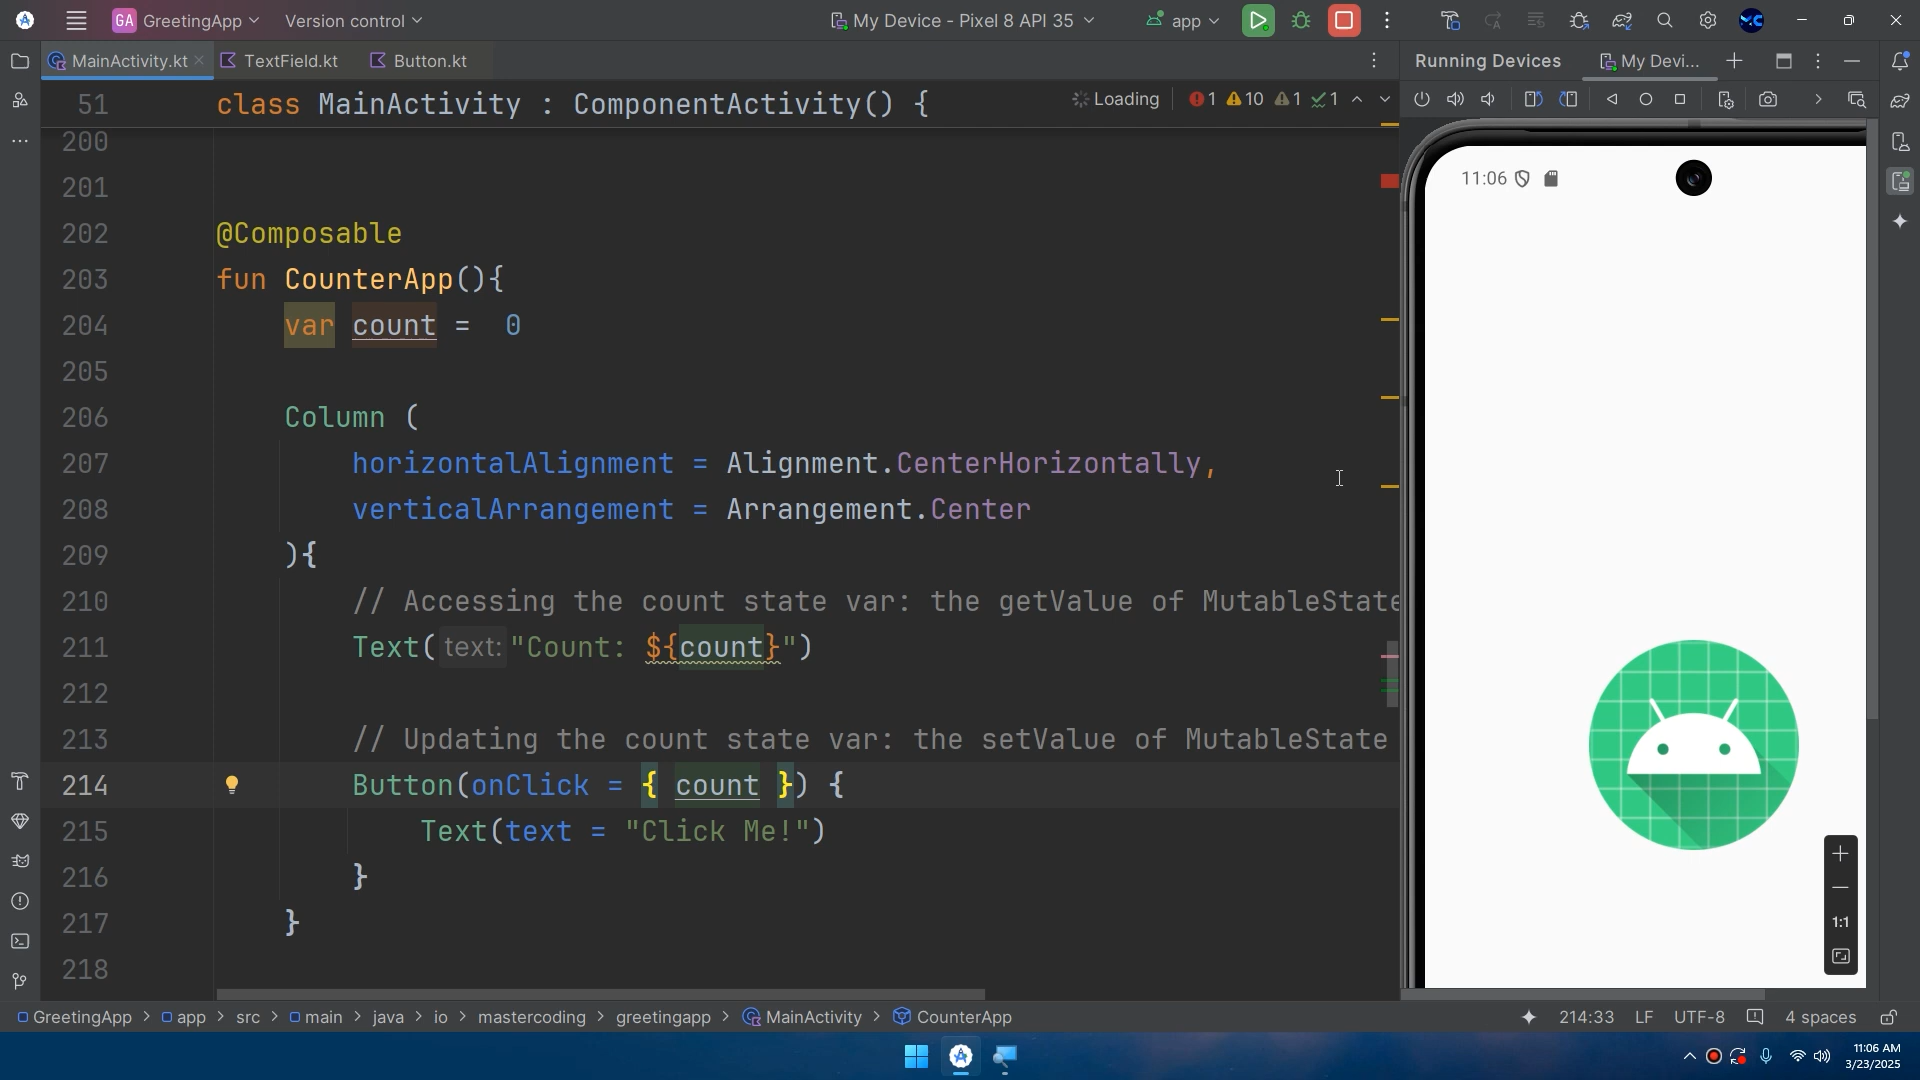 GA GreetingApp Version control My Device - Pixel 8 API 35 app
MainActivity.kt TextField.kt Button.kt Running Devices My Devi...
51 class MainActivity : ComponentActivity() { Loading 1 10 1 1
200
201
202 @Composable
203 fun CounterApp(){
204 var count = 0
205
206 Column (
207 horizontalAlignment = Alignment.CenterHorizontally,
208 verticalArrangement = Arrangement.Center
209 ){
210 // Accessing the count state var: the getValue of MutableState
211 Text(text: "Count: ${count}")
212
213 // Updating the count state var: the setValue of MutableState
214 Button(onClick = { count }) {
215 Text(text = "Click Me!")
216 }
217 }
218
11:06
1:1
GreetingApp > app > src > main > java > io > mastercoding > greetingapp > MainActivity > CounterApp 214:33 LF UTF-8 4 spaces
11:06 AM
3/23/2025